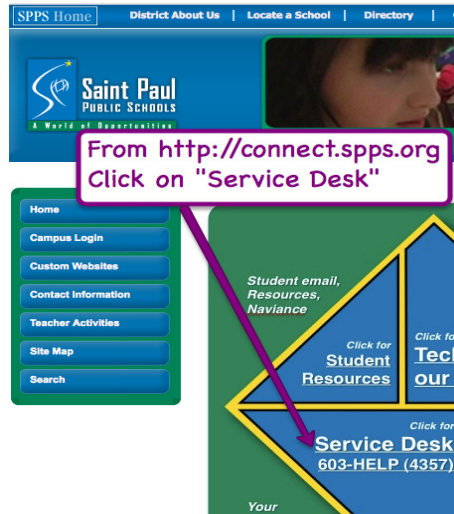 SPPS Home District About Us | Locate a School | Directory |
Saint Paul
Public Schools
A World of Opportunities
From http://connect.spps.org
Click on "Service Desk"
Home
Campus Login
Custom Websites
Contact Information
Teacher Activities
Site Map
Search
Student email,
Resources,
Naviance
Click for
Student
Resources
Click for
our
Click for
Service Desk
603-HELP (4357)
Your